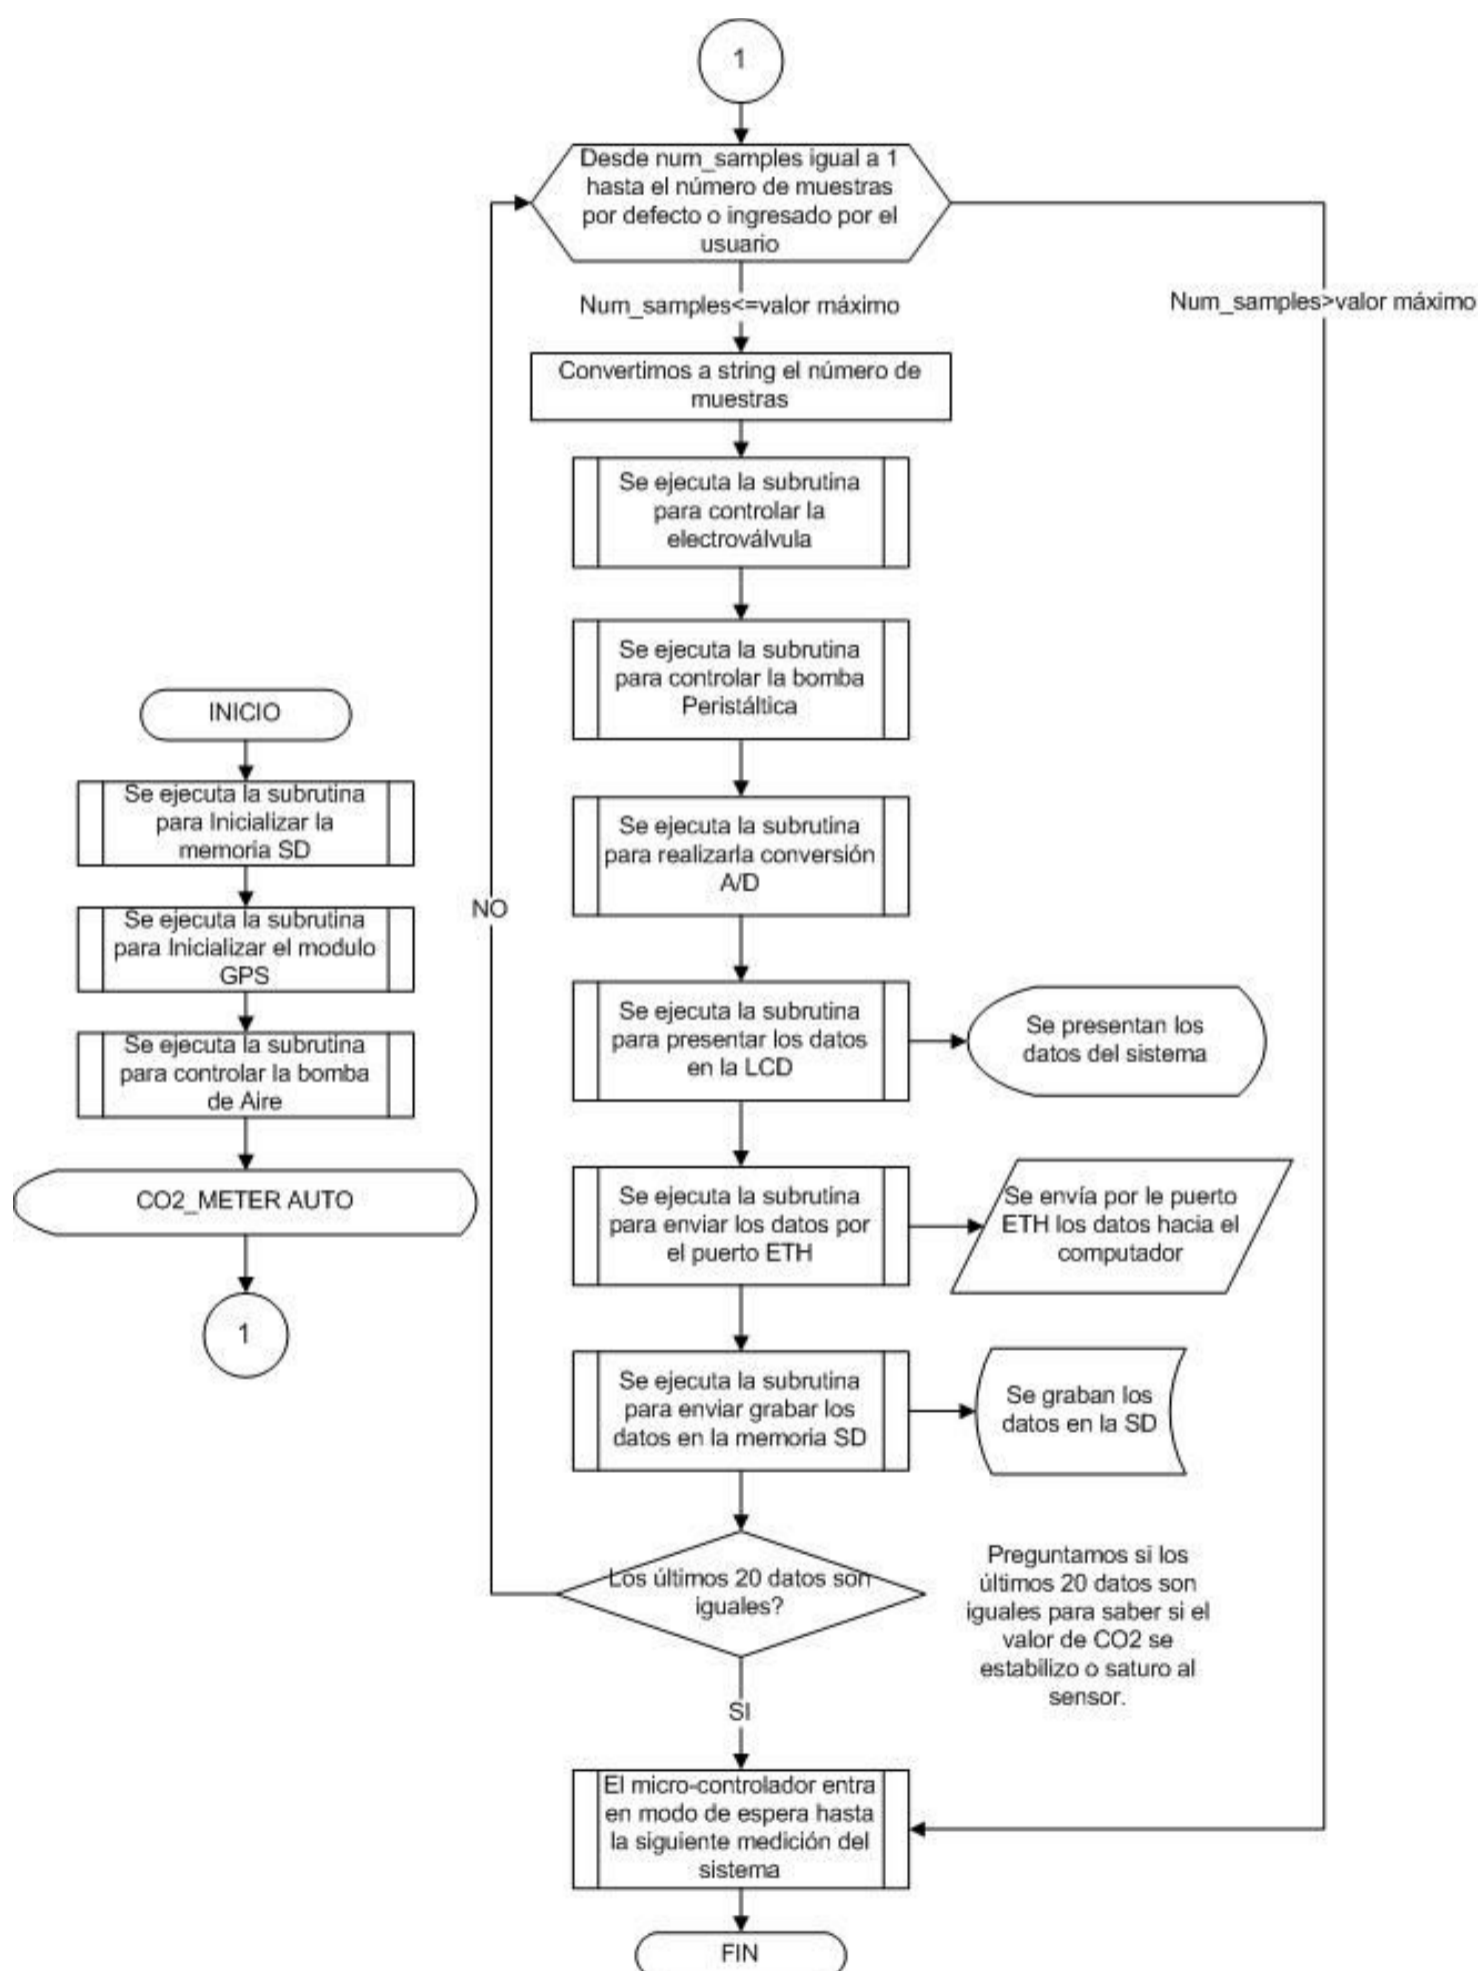 INICIO
Se ejecuta la subrutina
para Inicializar la
memoria SD
Se ejecuta la subrutina
para Inicializar el modulo
GPS
Se ejecuta la subrutina
para controlar la bomba
de Aire
CO2_METER AUTO
1
1
Desde num_samples igual a 1
hasta el número de muestras
por defecto o ingresado por el
usuario
Num_samples<=valor máximo
Num_samples>valor máximo
Convertimos a string el número de
muestras
Se ejecuta la subrutina
para controlar la
electroválvula
Se ejecuta la subrutina
para controlar la bomba
Peristáltica
Se ejecuta la subrutina
para realizarla conversión
A/D
NO
Se ejecuta la subrutina
para presentar los datos
en la LCD
Se presentan los
datos del sistema
Se ejecuta la subrutina
para enviar los datos por
el puerto ETH
Se envía por le puerto
ETH los datos hacia el
computador
Se ejecuta la subrutina
para enviar grabar los
datos en la memoria SD
Se graban los
datos en la SD
Los últimos 20 datos son
iguales?
Preguntamos si los
últimos 20 datos son
iguales para saber si el
valor de CO2 se
estabilizo o saturo al
sensor.
SI
El micro-controlador entra
en modo de espera hasta
la siguiente medición del
sistema
FIN